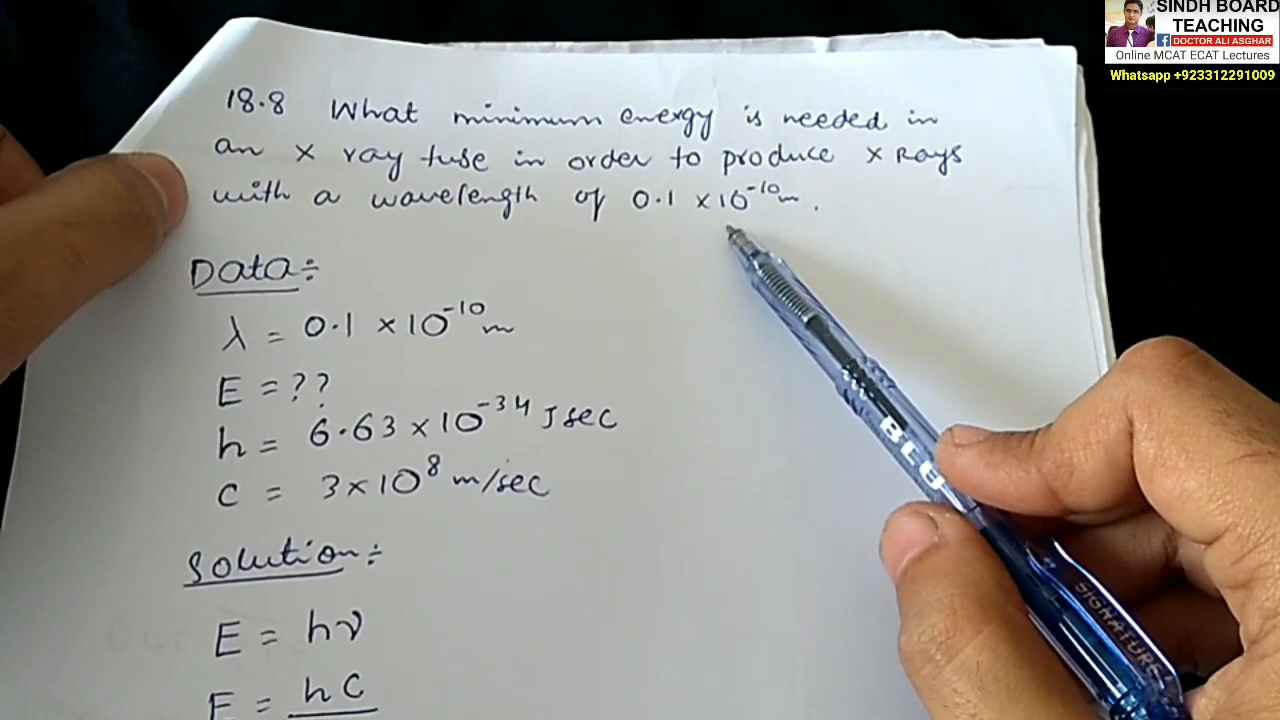 SINDH BOARD
TEACHING
DOCTOR ALI ASGHAR
Online MCAT ECAT Lectures
Whatsapp +923312291009
18.8 What minimum energy is needed in
an x ray tuse in order to produce x Rays
with a wavelength of 0.1 ×10⁻¹⁰m.
Data÷
λ = 0.1 ×10⁻¹⁰m
E = ??
h = 6.63×10⁻³⁴ Jsec
C = 3×10⁸ m/sec
Solution÷
E = hν
E = hC
SIGNATURE